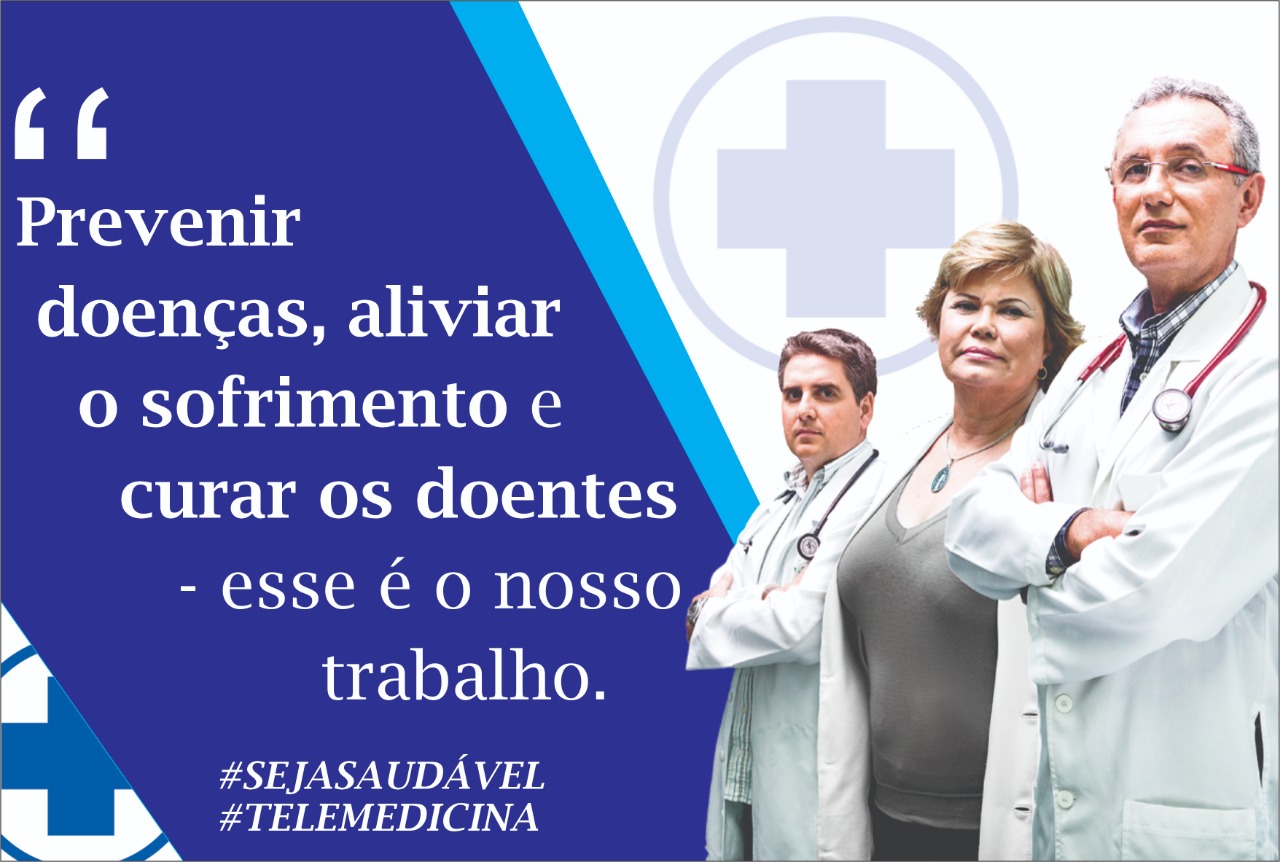 “
Prevenir
doenças, aliviar
o sofrimento e
curar os doentes
- esse é o nosso
trabalho.
#SEJASAUDÁVEL
#TELEMEDICINA